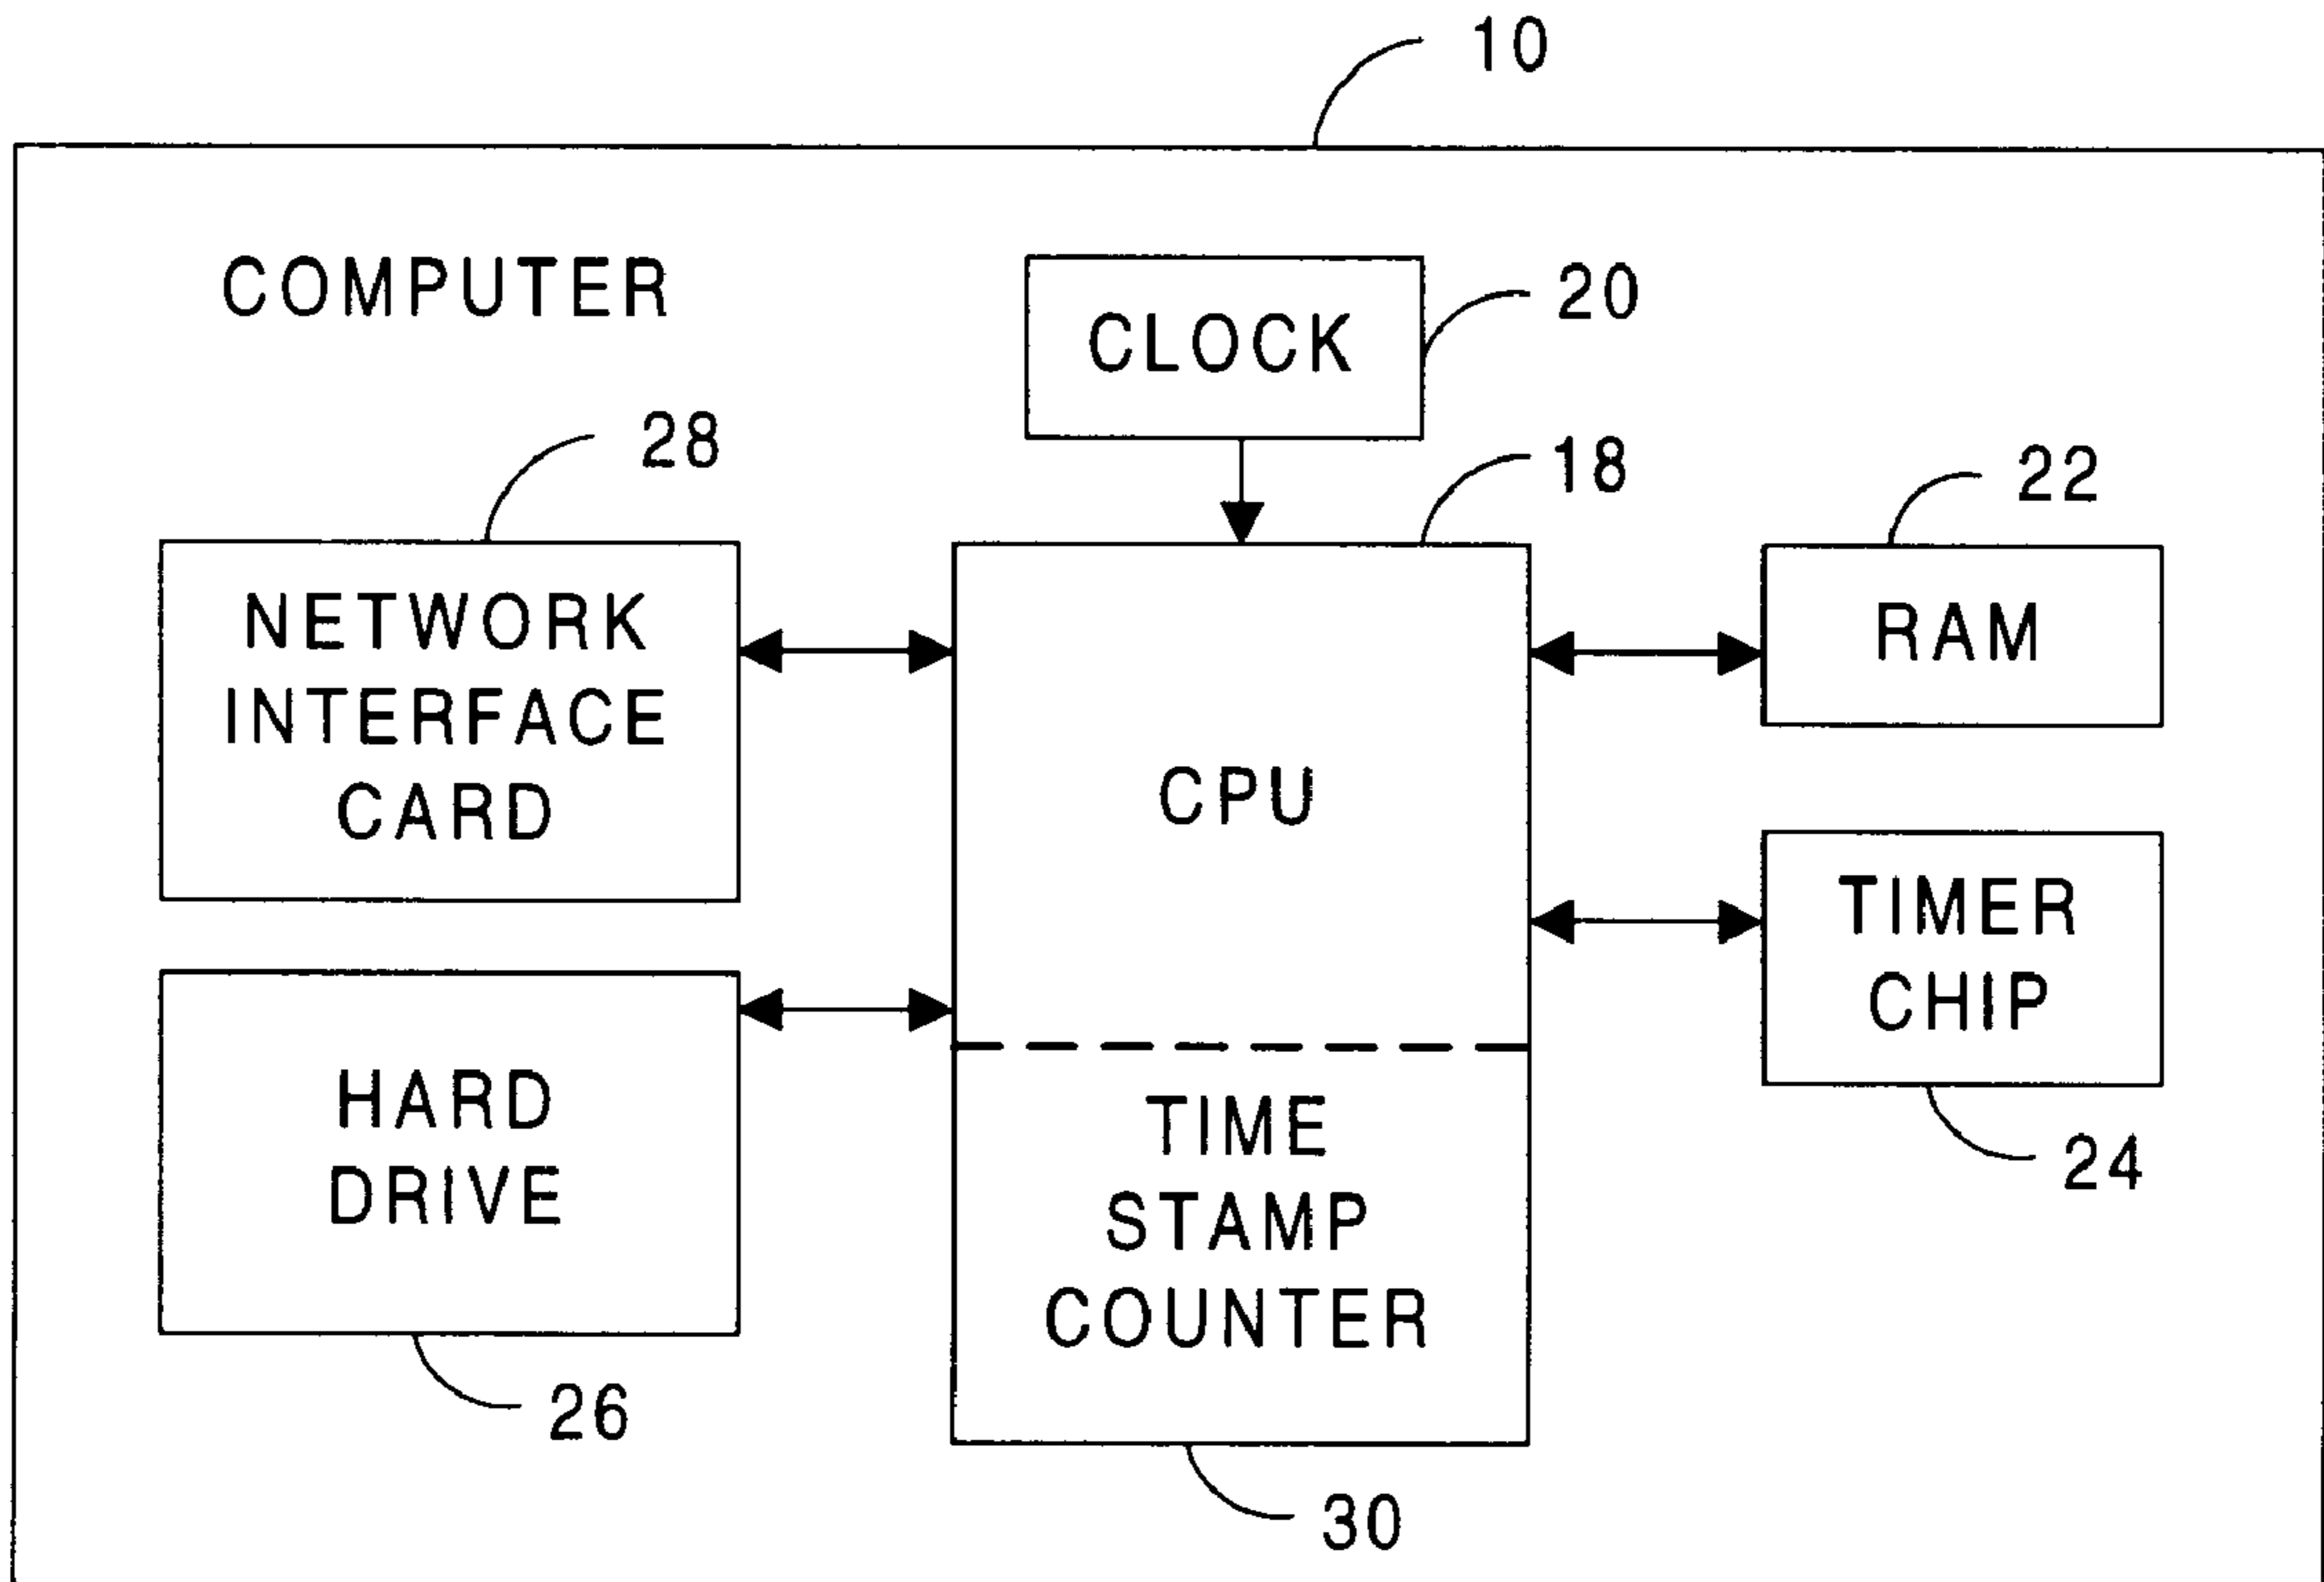 10
COMPUTER
CLOCK
20
28
18
22
NETWORK
INTERFACE
CARD
CPU
RAM
TIMER
CHIP
24
HARD
DRIVE
26
TIME
STAMP
COUNTER
30